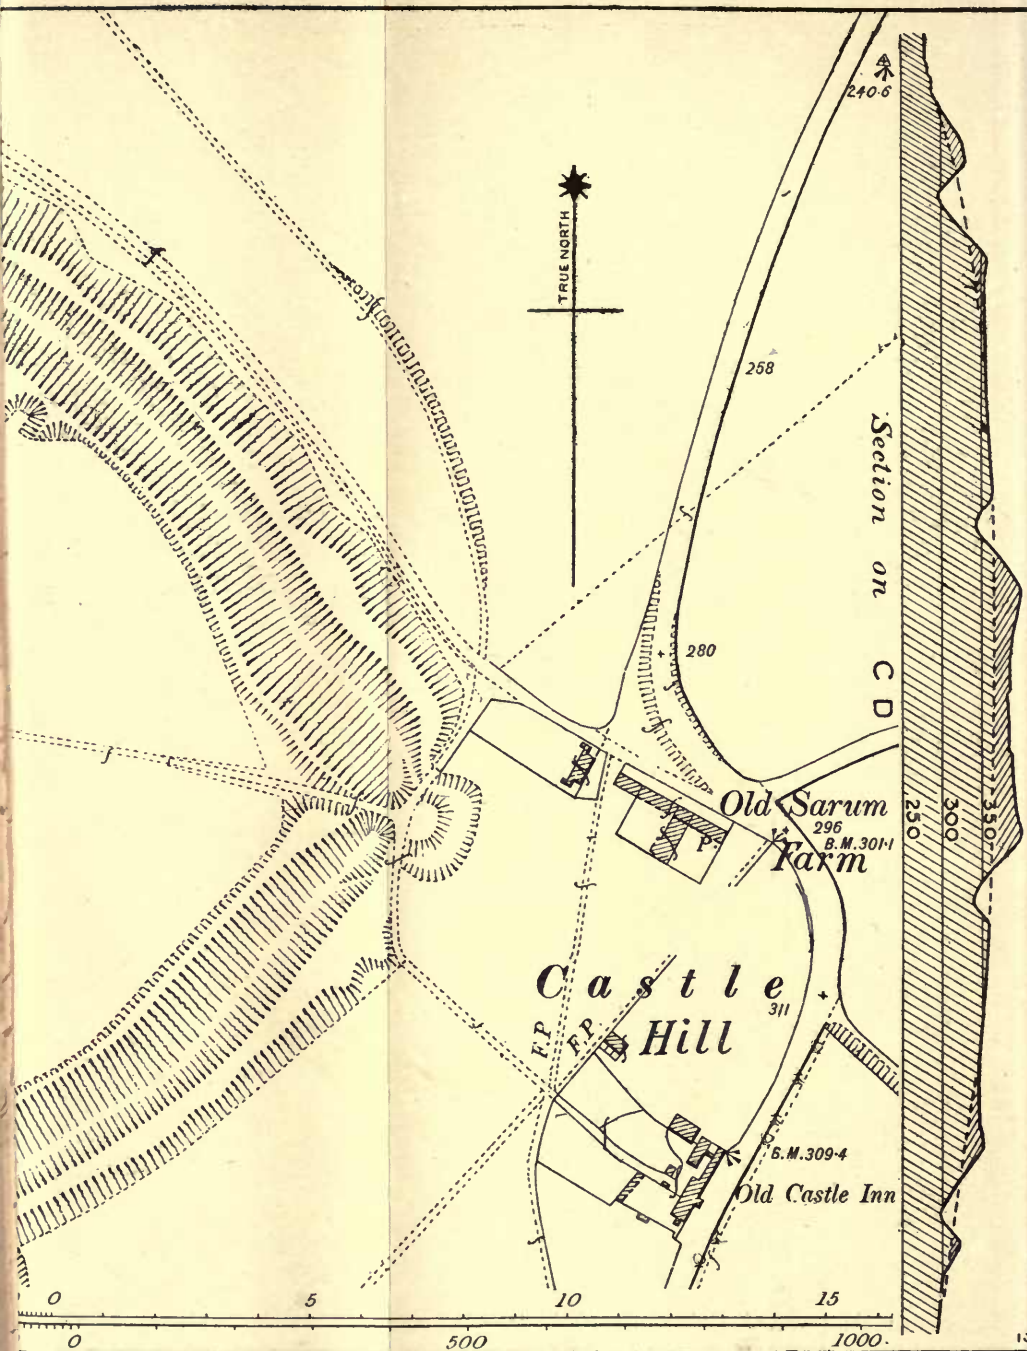 240·6
TRUE NORTH
f
258
f
Section on C D
280
f
Old Sarum
296
B.M.301·1
Farm
P.
f
250
300
350
Castle
311
Hill
F.P
F.P
B.M.309·4
P.
Old Castle Inn
0 5 10 15
0 500 1000.